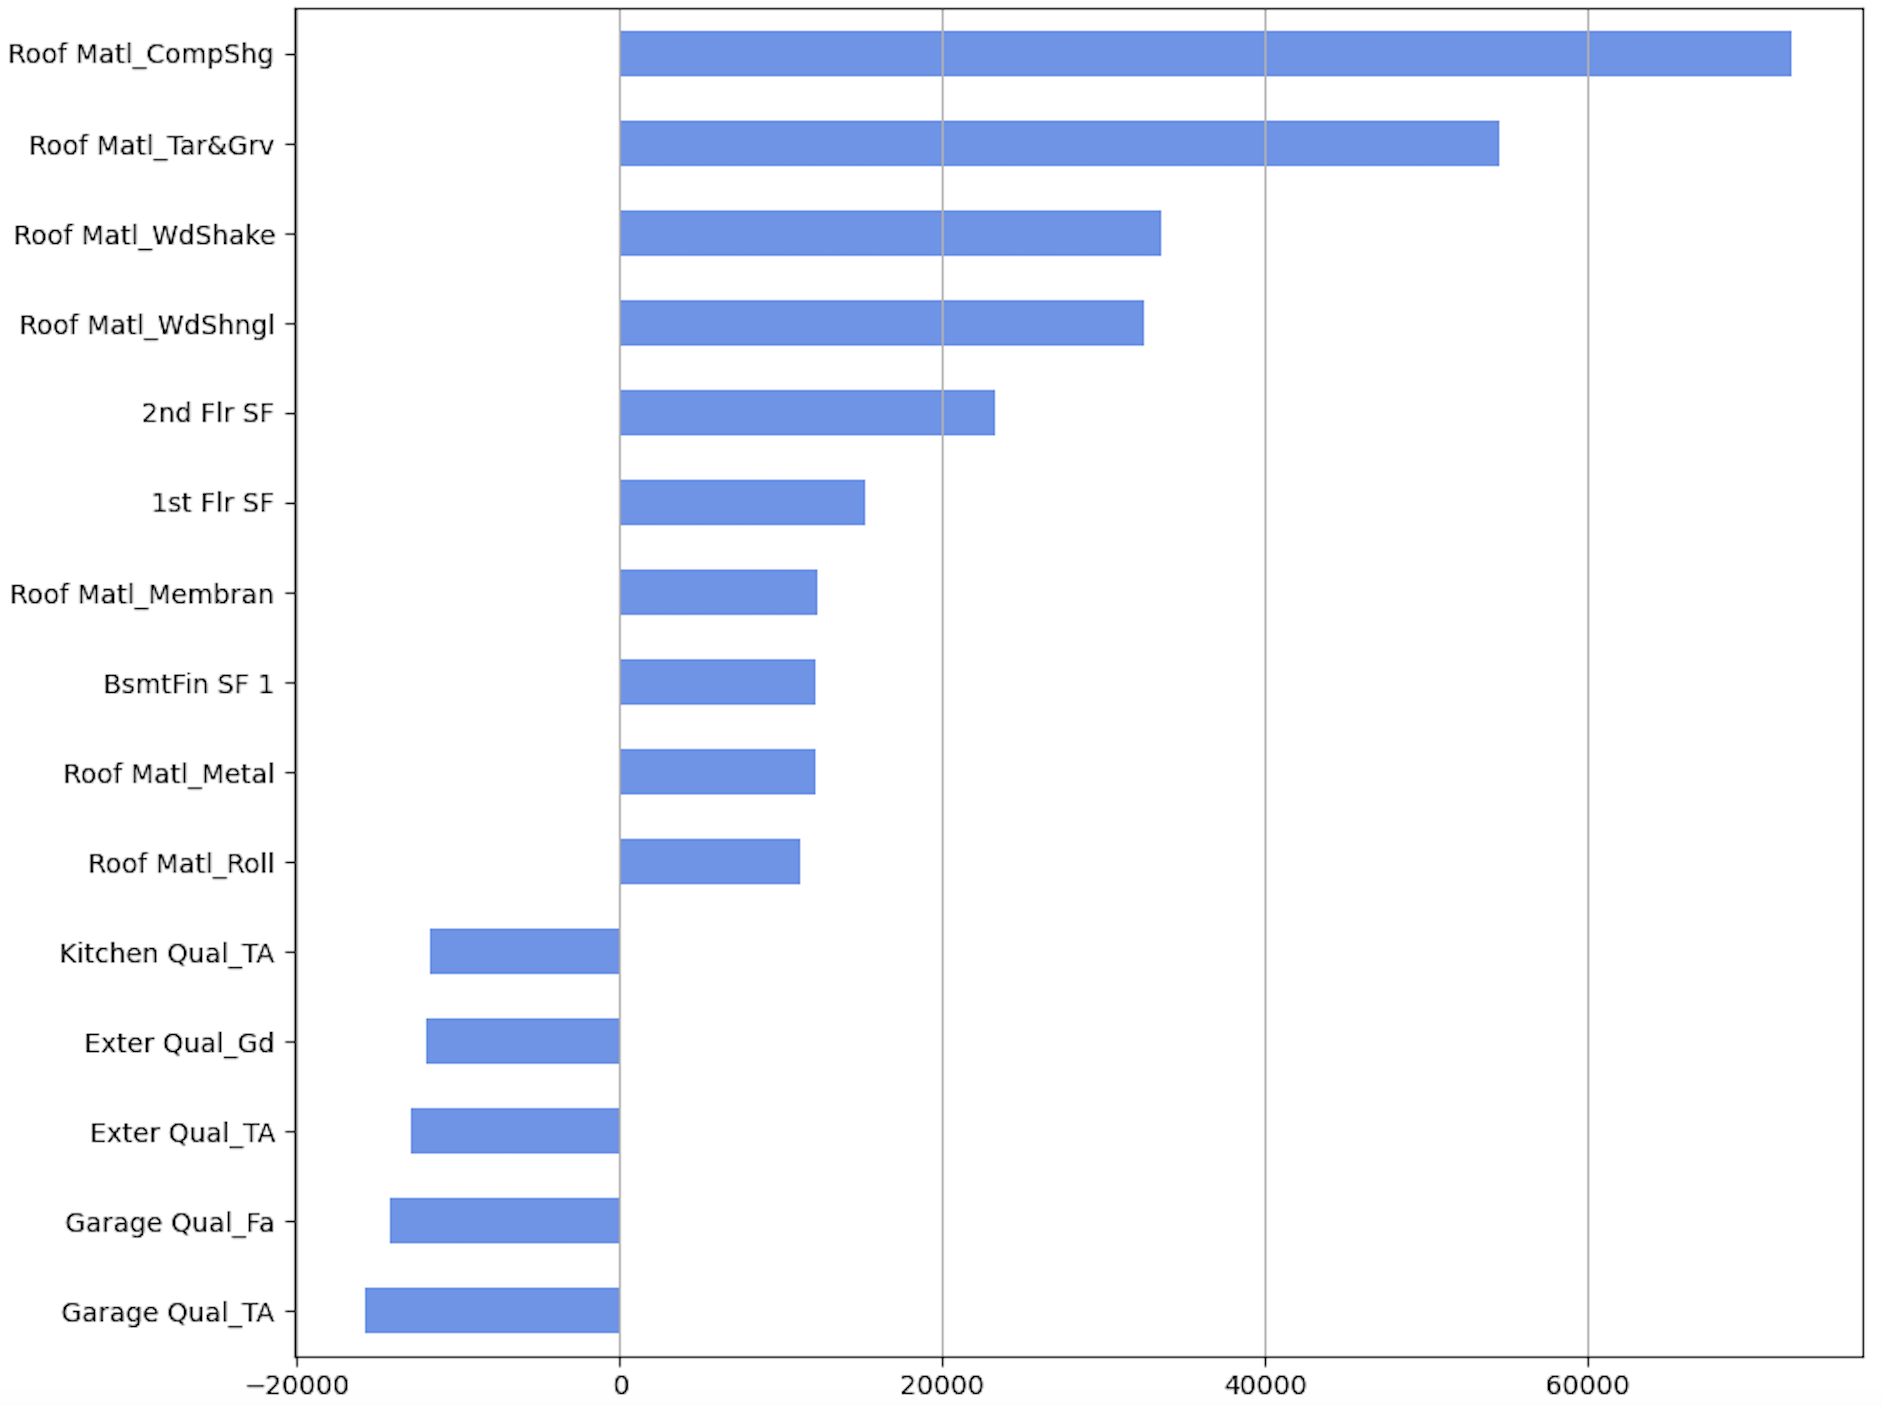 Roof Matl_CompShg
Roof Matl_Tar&Grv
Roof Matl_WdShake
Roof Matl_WdShngl
2nd Flr SF
1st Flr SF
Roof Matl_Membran
BsmtFin SF 1
Roof Matl_Metal
Roof Matl_Roll
Kitchen Qual_TA
Exter Qual_Gd
Exter Qual_TA
Garage Qual_Fa
Garage Qual_TA
−20000 0 20000 40000 60000